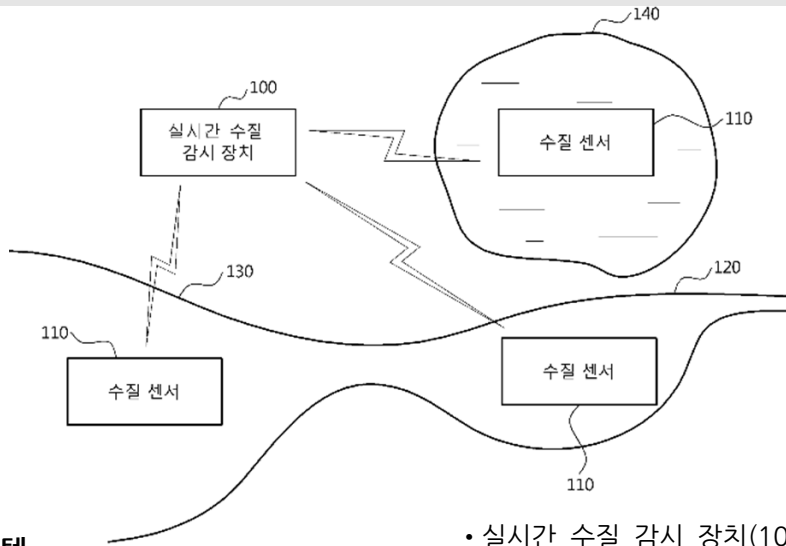 140
100
실시간 수질
감시 장치
110
수질 센서
130
120
110
수질 센서
수질 센서
110
템
• 실시간 수질 감시 장치(10